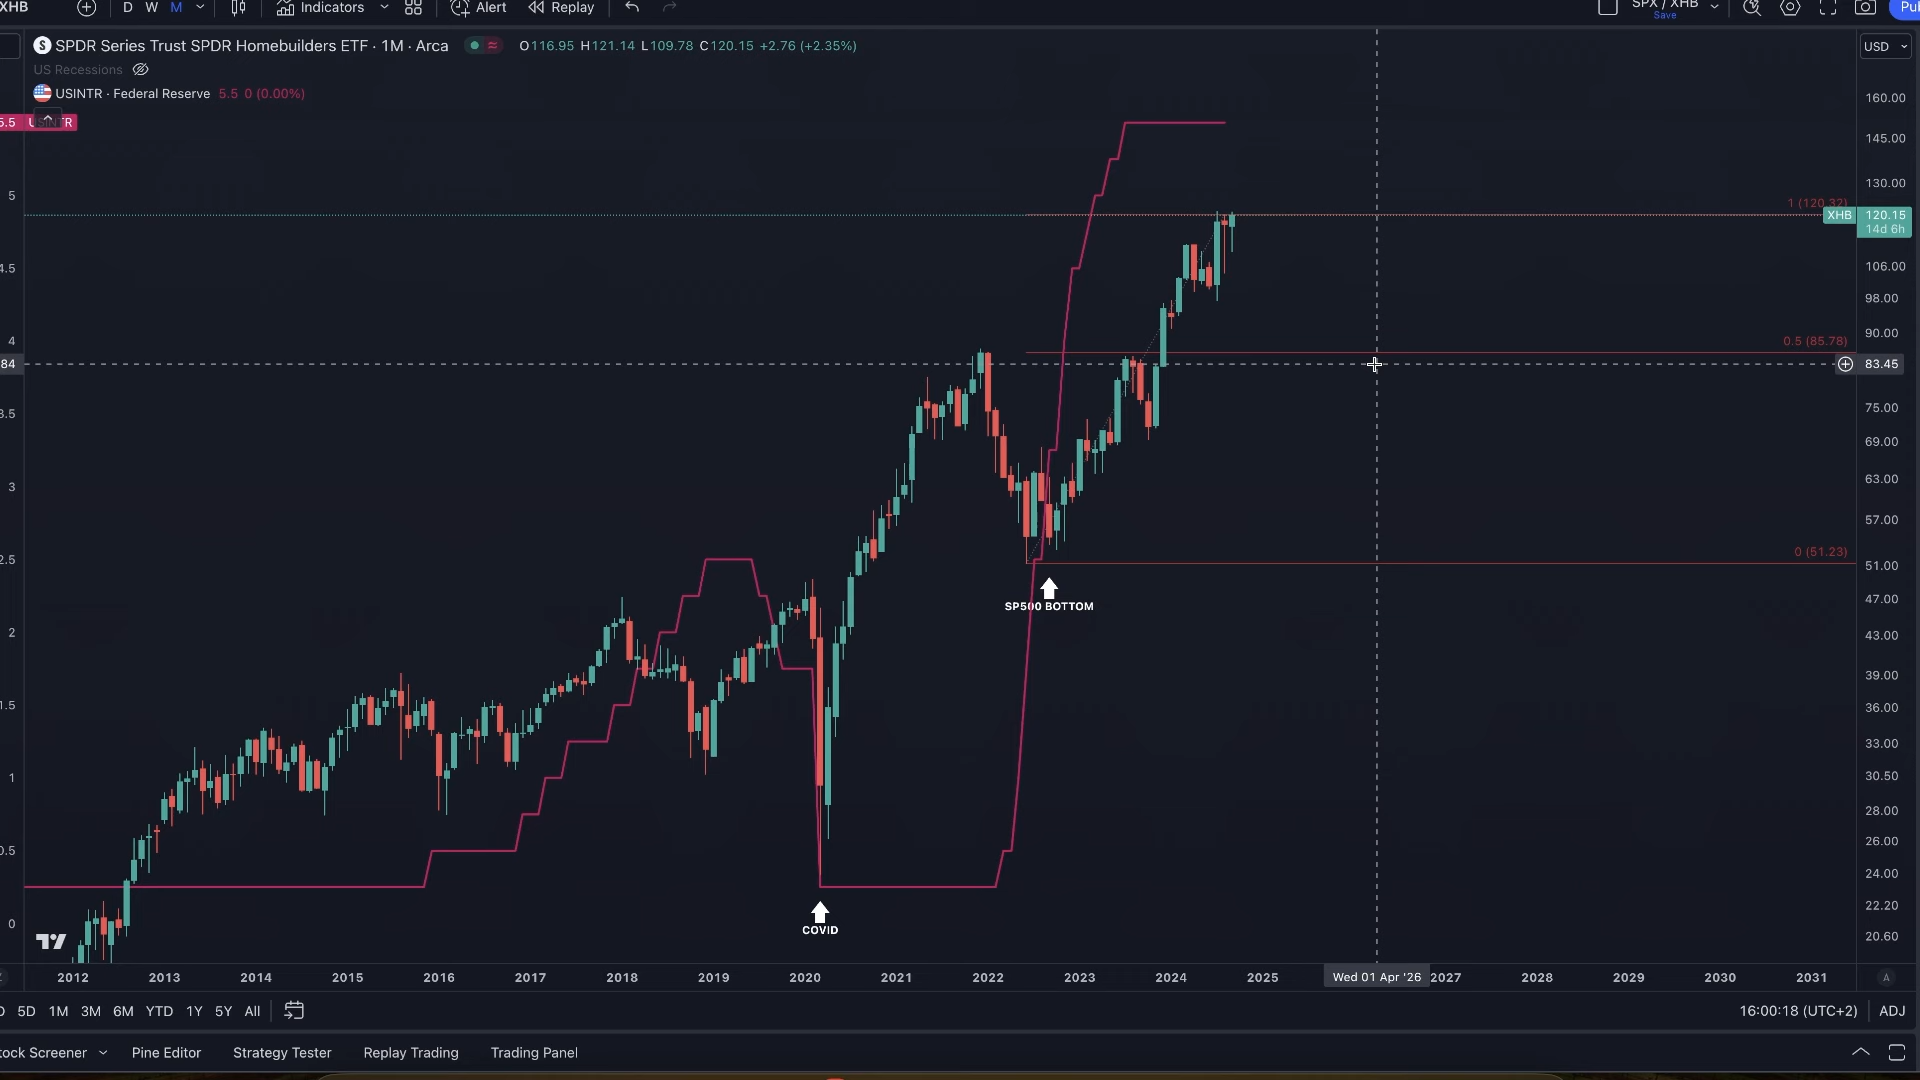 XHB D W M Indicators Alert Replay SPX / XHB
Save
SPDR Series Trust SPDR Homebuilders ETF · 1M · Arca O116.95 H121.14 L109.78 C120.15 +2.76 (+2.35%) USD
US Recessions
USINTR · Federal Reserve 5.5 0 (0.00%)
160.00
145.00
130.00
1 (120.32)
XHB 120.15
14d 6h
106.00
98.00
90.00
0.5 (85.78)
83.45
75.00
69.00
63.00
57.00
0 (51.23)
51.00
47.00
43.00
39.00
36.00
33.00
30.50
28.00
26.00
24.00
22.20
20.60
5
4
3
2
1
0
SP500 BOTTOM
COVID
2012 2013 2014 2015 2016 2017 2018 2019 2020 2021 2022 2023 2024 2025 Wed 01 Apr '26 2027 2028 2029 2030 2031 A
5D 1M 3M 6M YTD 1Y 5Y All 16:00:18 (UTC+2) ADJ
Screener Pine Editor Strategy Tester Replay Trading Trading Panel